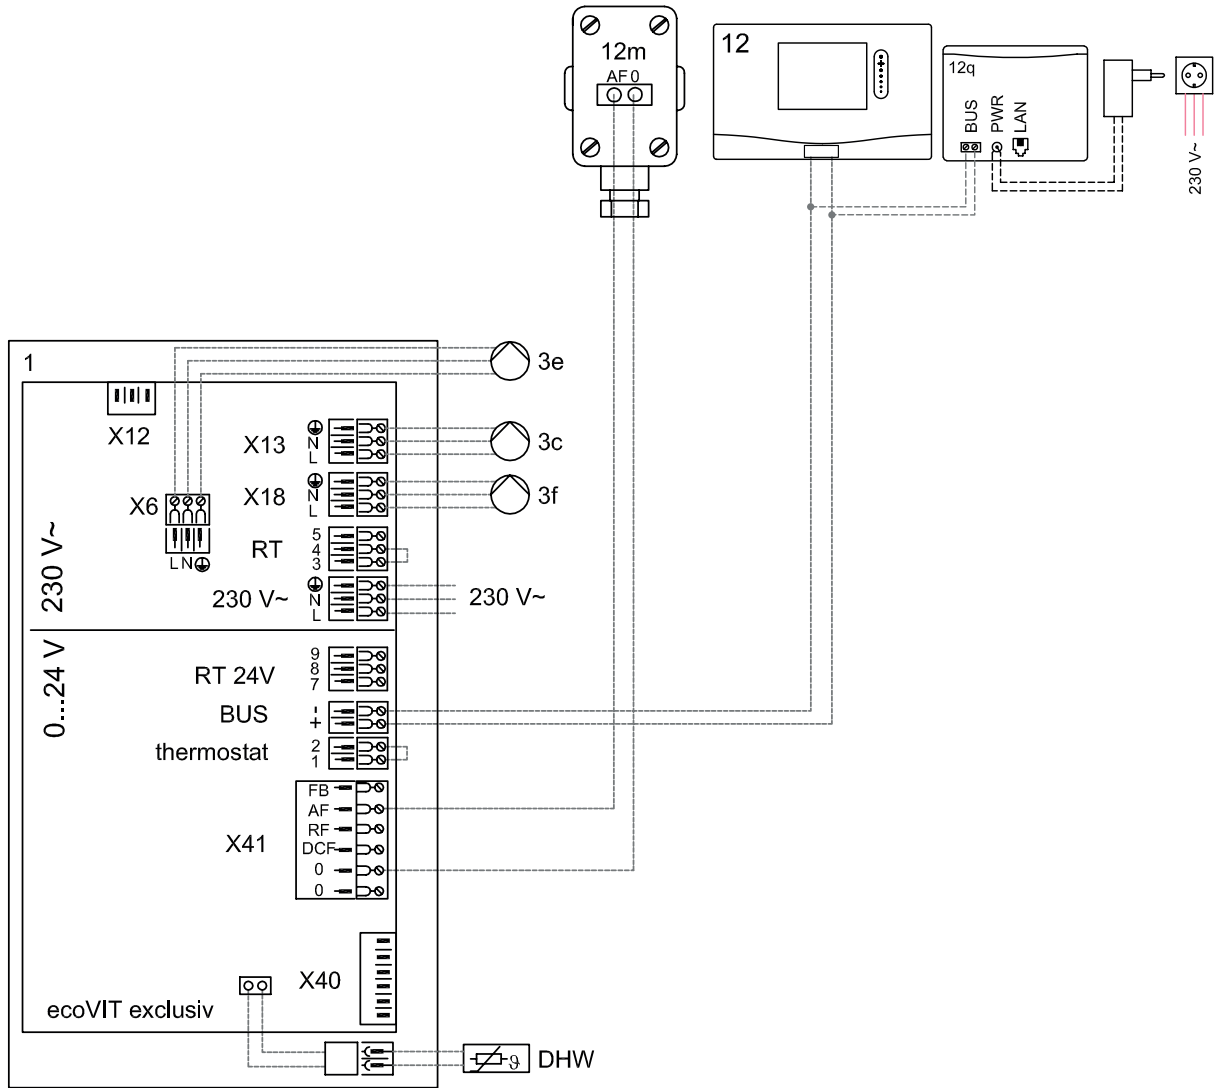 12m
AF 0
12
12q
BUS
PWR
LAN
230 V~
1
3e
X12
X13
N
L
3c
X6
X18
N
L
3f
L N
RT
5
4
3
230 V~
230 V~
N
L
230 V~
0...24 V
RT 24V
9
8
7
BUS
-
+
thermostat
2
1
X41
FB
AF
RF
DCF
0
0
X40
ecoVIT exclusiv
ϑ
DHW